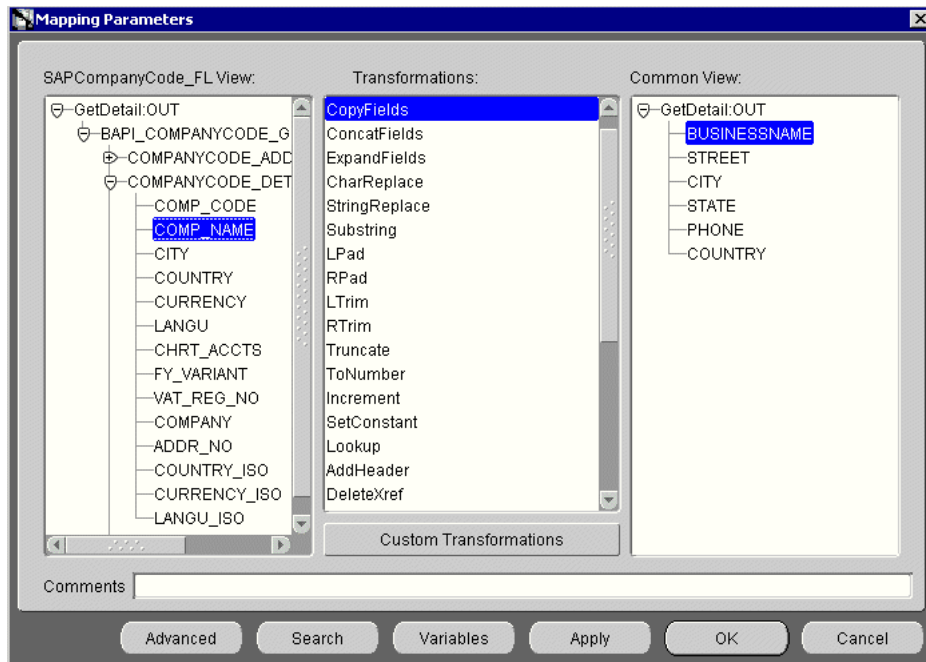 Mapping Parameters
SAPCompanyCode_FL View:
GetDetail:OUT
BAPI_COMPANYCODE_G
COMPANYCODE_ADD
COMPANYCODE_DET
COMP_CODE
COMP_NAME
CITY
COUNTRY
CURRENCY
LANGU
CHRT_ACCTS
FY_VARIANT
VAT_REG_NO
COMPANY
ADDR_NO
COUNTRY_ISO
CURRENCY_ISO
LANGU_ISO
Transformations:
CopyFields
ConcatFields
ExpandFields
CharReplace
StringReplace
Substring
LPad
RPad
LTrim
RTrim
Truncate
ToNumber
Increment
SetConstant
Lookup
AddHeader
DeleteXref
Custom Transformations
Common View:
GetDetail:OUT
BUSINESSNAME
STREET
CITY
STATE
PHONE
COUNTRY
Comments
Advanced Search Variables Apply OK Cancel